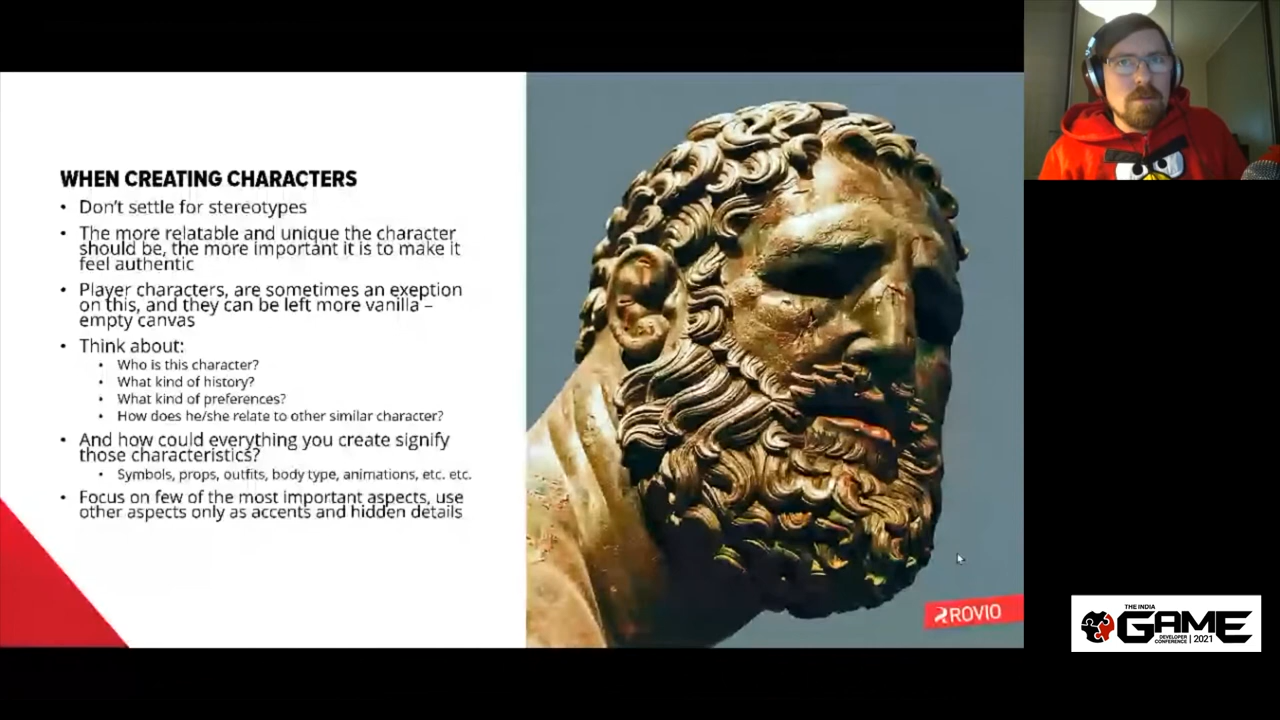 WHEN CREATING CHARACTERS
• Don't settle for stereotypes
• The more relatable and unique the character
should be, the more important it is to make it
feel authentic
• Player characters, are sometimes an exeption
on this, and they can be left more vanilla –
empty canvas
• Think about:
• Who is this character?
• What kind of history?
• What kind of preferences?
• How does he/she relate to other similar character?
• And how could everything you create signify
those characteristics?
• Symbols, props, outfits, body type, animations, etc. etc.
• Focus on few of the most important aspects, use
other aspects only as accents and hidden details
ROVIO
THE INDIA
GAME
DEVELOPER
CONFERENCE | 2021